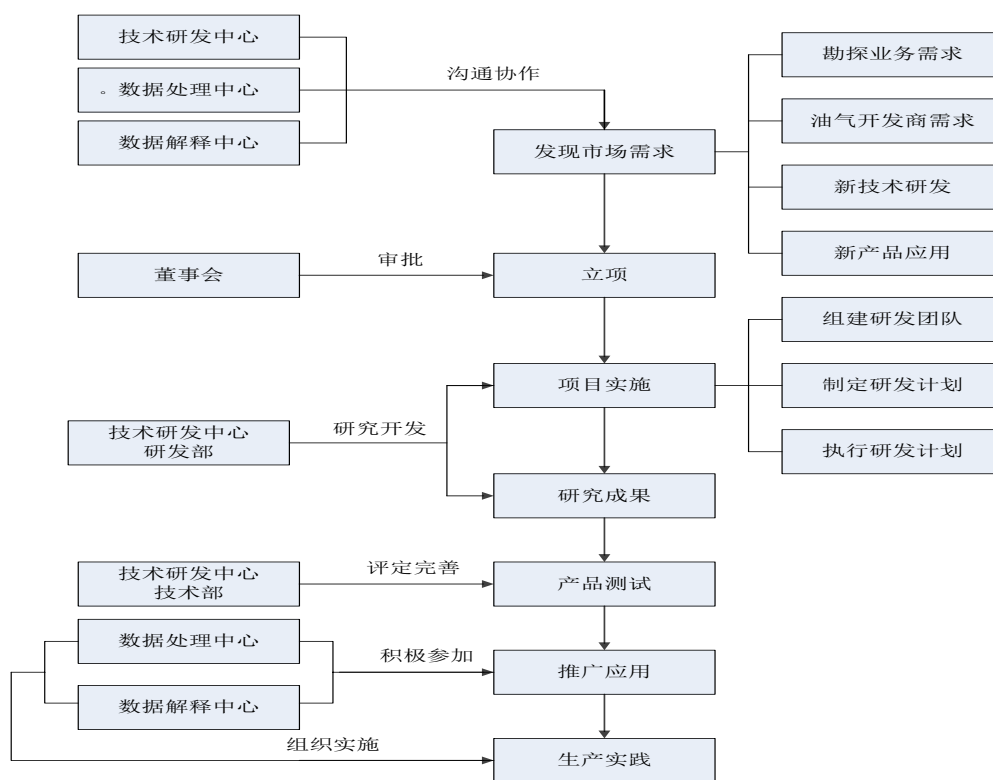 技术研发中心
。数据处理中心
数据解释中心
沟通协作
发现市场需求
勘探业务需求
油气开发商需求
新技术研发
新产品应用
董事会
审批
立项
组建研发团队
项目实施
制定研发计划
执行研发计划
技术研发中心
研发部
研究开发
研究成果
技术研发中心
技术部
评定完善
产品测试
数据处理中心
数据解释中心
积极参加
推广应用
组织实施
生产实践